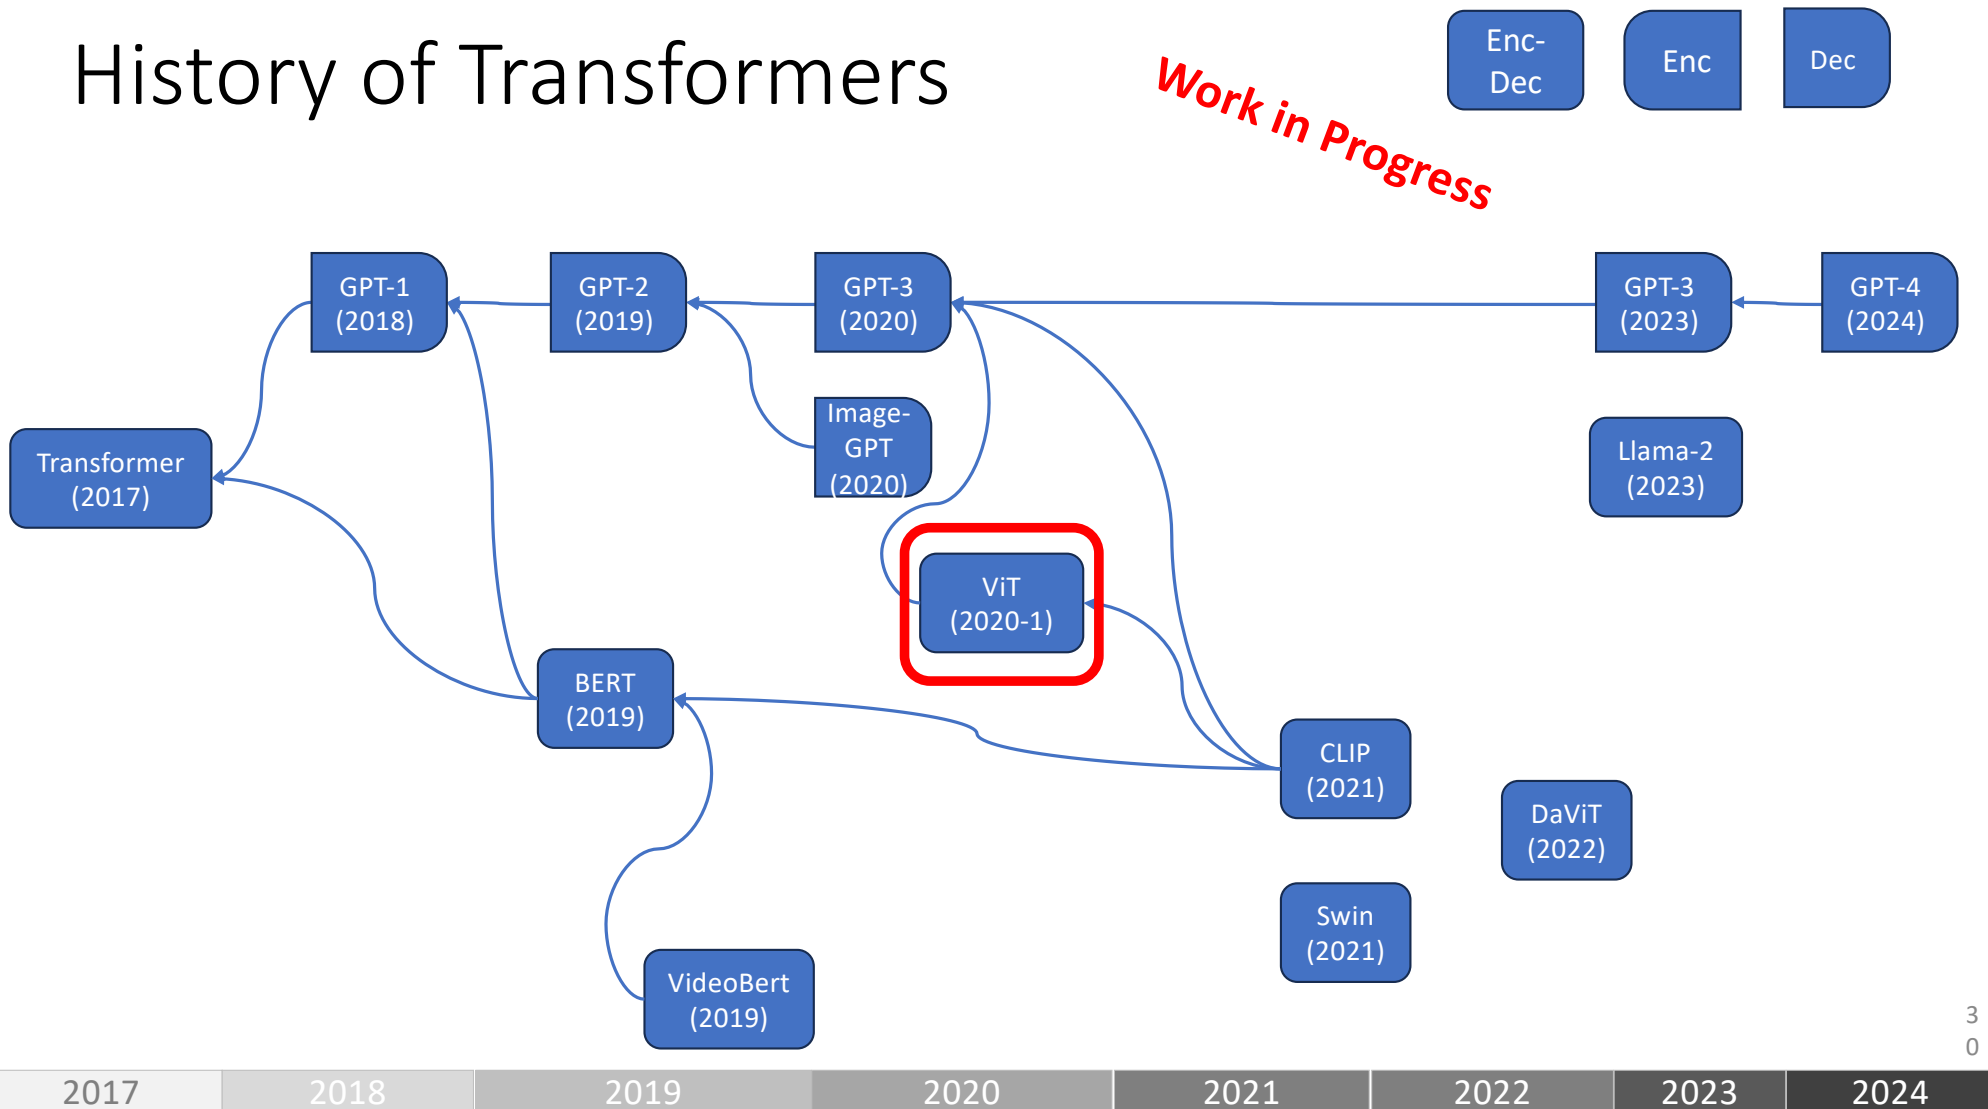 History of Transformers
Work in Progress
Enc-
Dec
Enc
Dec
GPT-1
(2018)
GPT-2
(2019)
GPT-3
(2020)
GPT-3
(2023)
GPT-4
(2024)
Image-
GPT
(2020)
Transformer
(2017)
Llama-2
(2023)
ViT
(2020-1)
BERT
(2019)
CLIP
(2021)
DaViT
(2022)
Swin
(2021)
VideoBert
(2019)
3
0
2017
2018
2019
2020
2021
2022
2023
2024